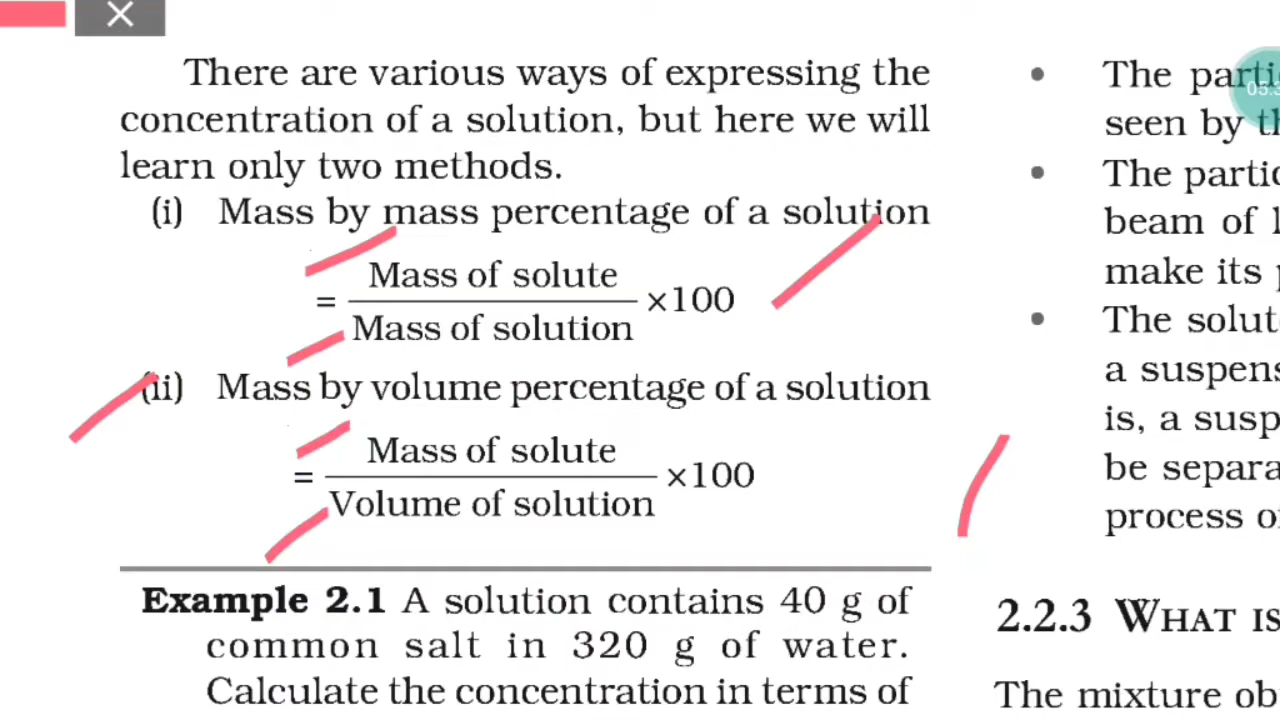 There are various ways of expressing the
concentration of a solution, but here we will
learn only two methods.
(i) Mass by mass percentage of a solution
= Mass of solute
Mass of solution
×100
(ii) Mass by volume percentage of a solution
= Mass of solute
Volume of solution
×100
Example 2.1 A solution contains 40 g of
common salt in 320 g of water.
Calculate the concentration in terms of
• The
seen by
• The
beam of
make its
• The
a
is, a
be
process
2.2.3 WHAT IS
The mixture